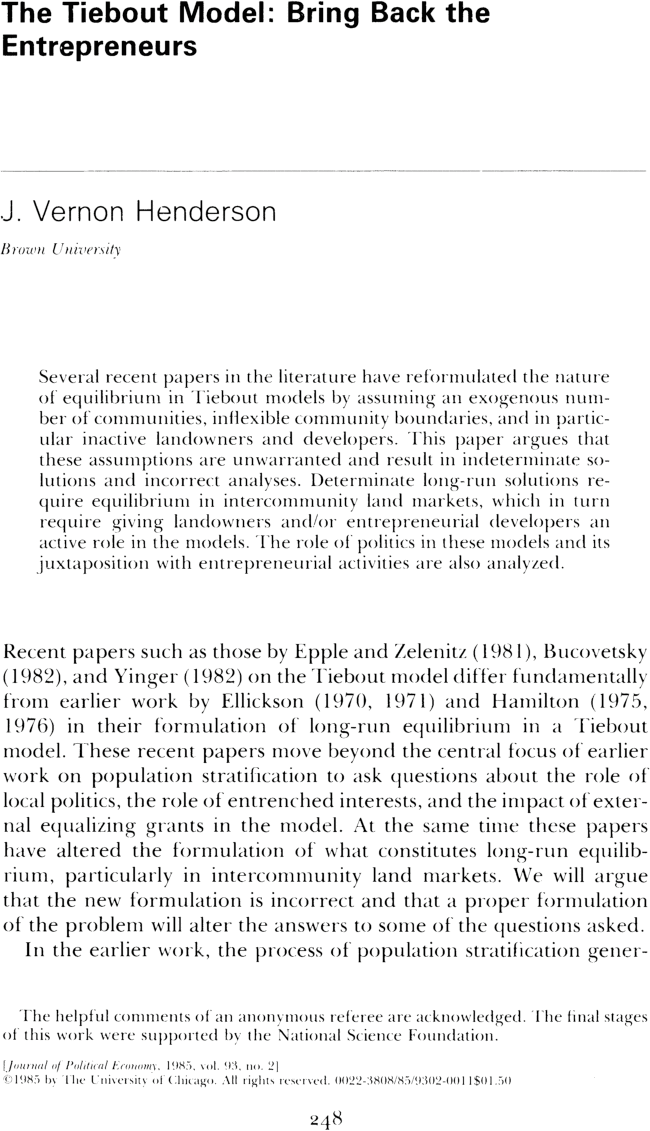 The Tiebout Model: Bring Back the
Entrepreneurs
J. Vernon Henderson
Brown University
Several recent papers in the literature have reformulated the nature
of equilibrium in Tiebout models by assuming an exogenous num-
ber of communities, inflexible community boundaries, and in partic-
ular inactive landowners and developers. This paper argues that
these assumptions are unwarranted and result in indeterminate so-
lutions and incorrect analyses. Determinate long-run solutions re-
quire equilibrium in intercommunity land markets, which in turn
require giving landowners and/or entrepreneurial developers an
active role in the models. The role of politics in these models and its
juxtaposition with entrepreneurial activities are also analyzed.
Recent papers such as those by Epple and Zelenitz (1981), Bucovetsky
(1982), and Yinger (1982) on the Tiebout model differ fundamentally
from earlier work by Ellickson (1970, 1971) and Hamilton (1975,
1976) in their formulation of long-run equilibrium in a Tiebout
model. These recent papers move beyond the central focus of earlier
work on population stratification to ask questions about the role of
local politics, the role of entrenched interests, and the impact of exter-
nal equalizing grants in the model. At the same time these papers
have altered the formulation of what constitutes long-run equilib-
rium, particularly in intercommunity land markets. We will argue
that the new formulation is incorrect and that a proper formulation
of the problem will alter the answers to some of the questions asked.
In the earlier work, the process of population stratification gener-
The helpful comments of an anonymous referee are acknowledged. The final stages
of this work were supported by the National Science Foundation.
[Journal of Political Economy, 1985, vol. 93, no. 2]
©1985 by The University of Chicago. All rights reserved. 0022-3808/85/9302-0011$01.50
248